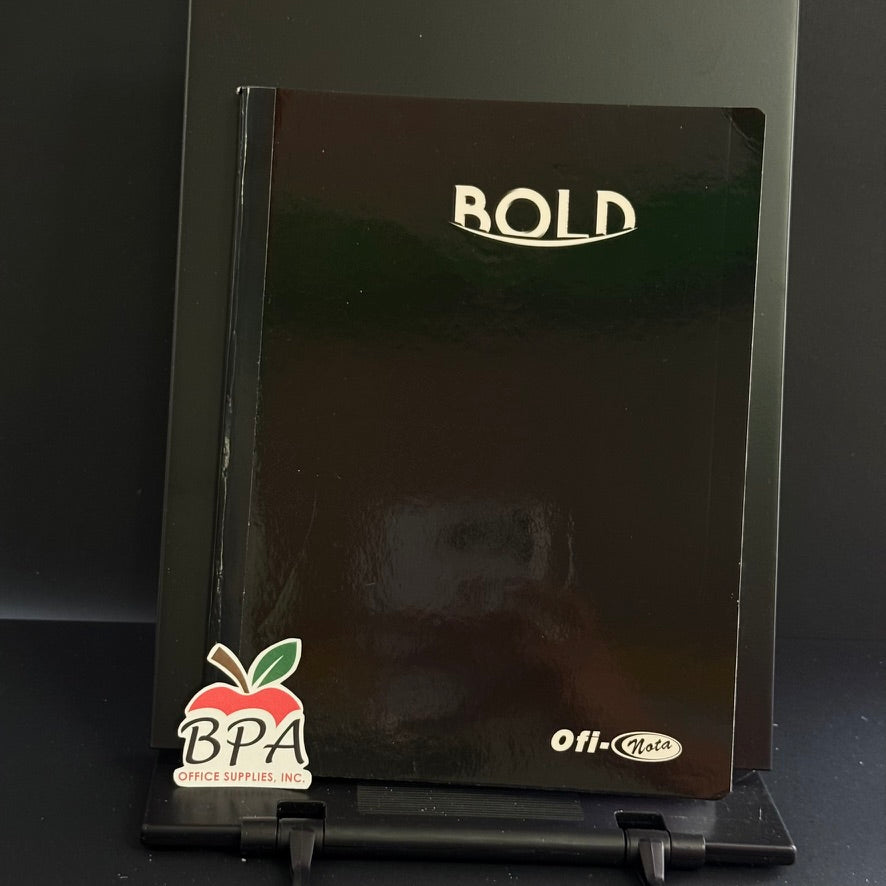 BOLD
Ofi-Nota
BPA
OFFICE SUPPLIES, INC.